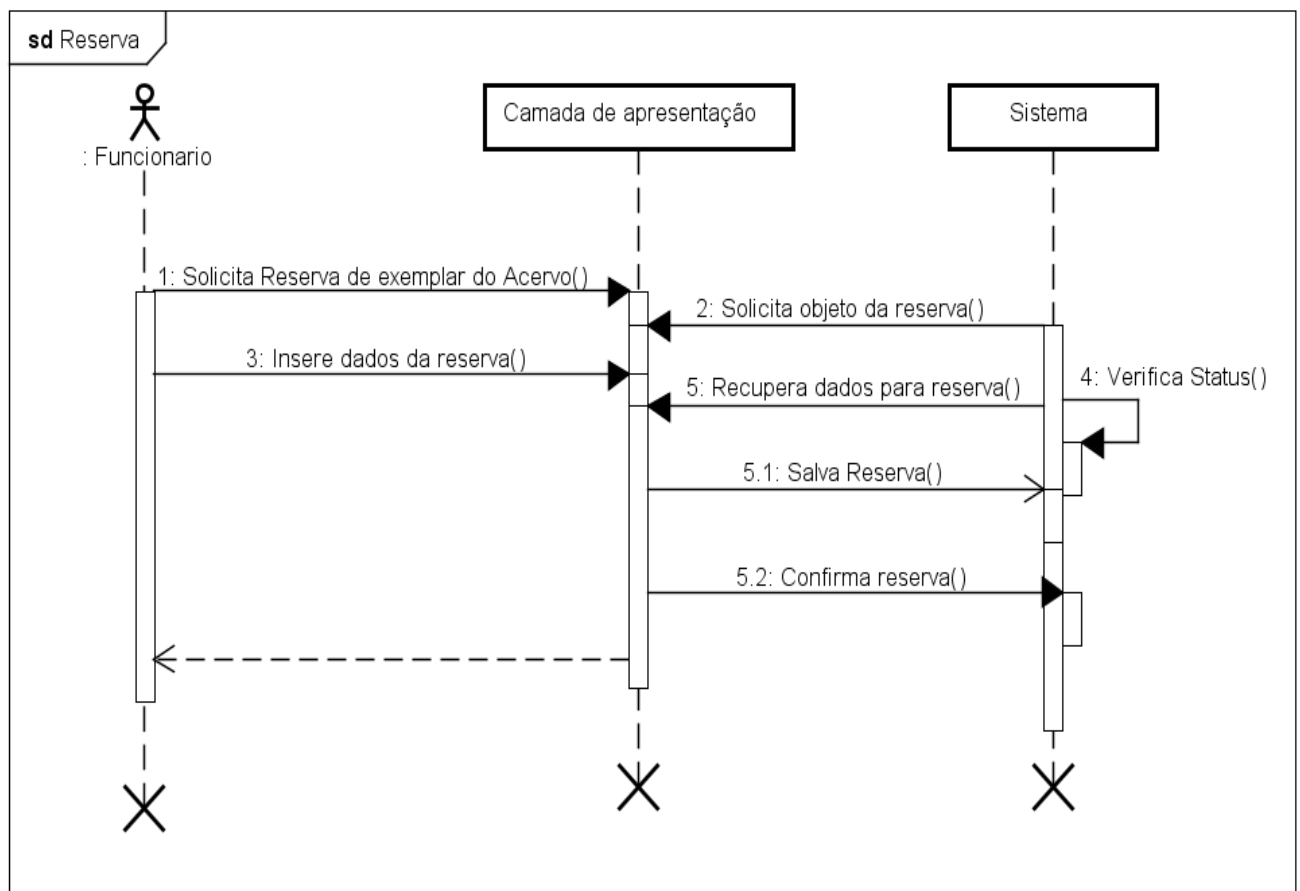 sd Reserva
: Funcionario
Camada de apresentação
Sistema
1: Solicita Reserva de exemplar do Acervo()
2: Solicita objeto da reserva()
3: Insere dados da reserva()
4: Verifica Status()
5: Recupera dados para reserva()
5.1: Salva Reserva()
5.2: Confirma reserva()